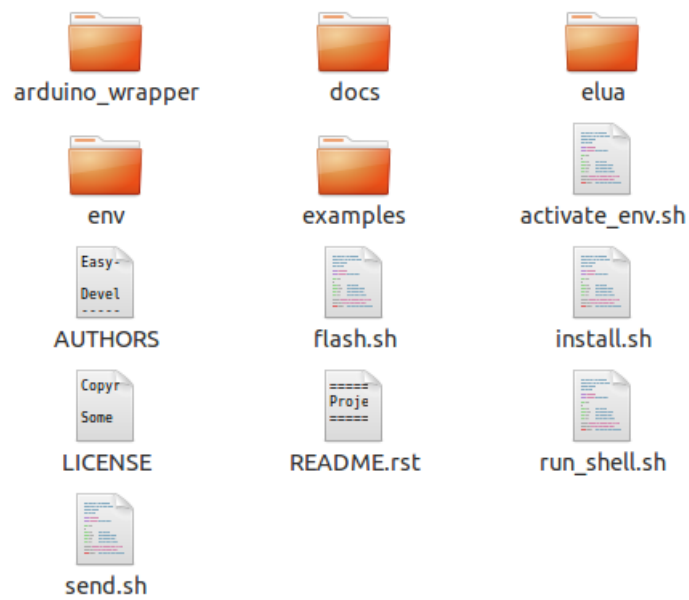 arduino_wrapper
docs
elua
env
examples
activate_env.sh
Easy-
Devel
-----
AUTHORS
flash.sh
install.sh
Copyr
Some
LICENSE
=====
Proje
=====
README.rst
run_shell.sh
send.sh